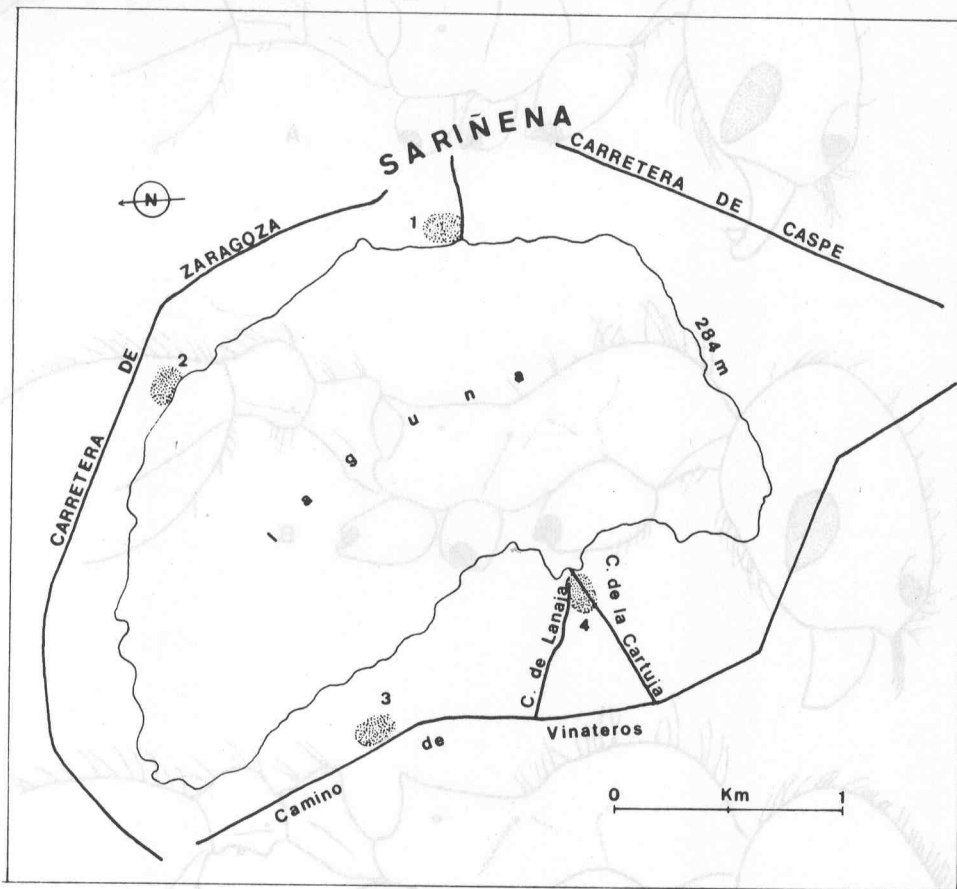 SARIÑENA
CARRETERA DE CASPE
N
1
CARRETERA DE ZARAGOZA
2
284 m
laguna
C. de Lanaja
C. de la Cartuja
4
3
Camino de Vinateros
0 Km 1